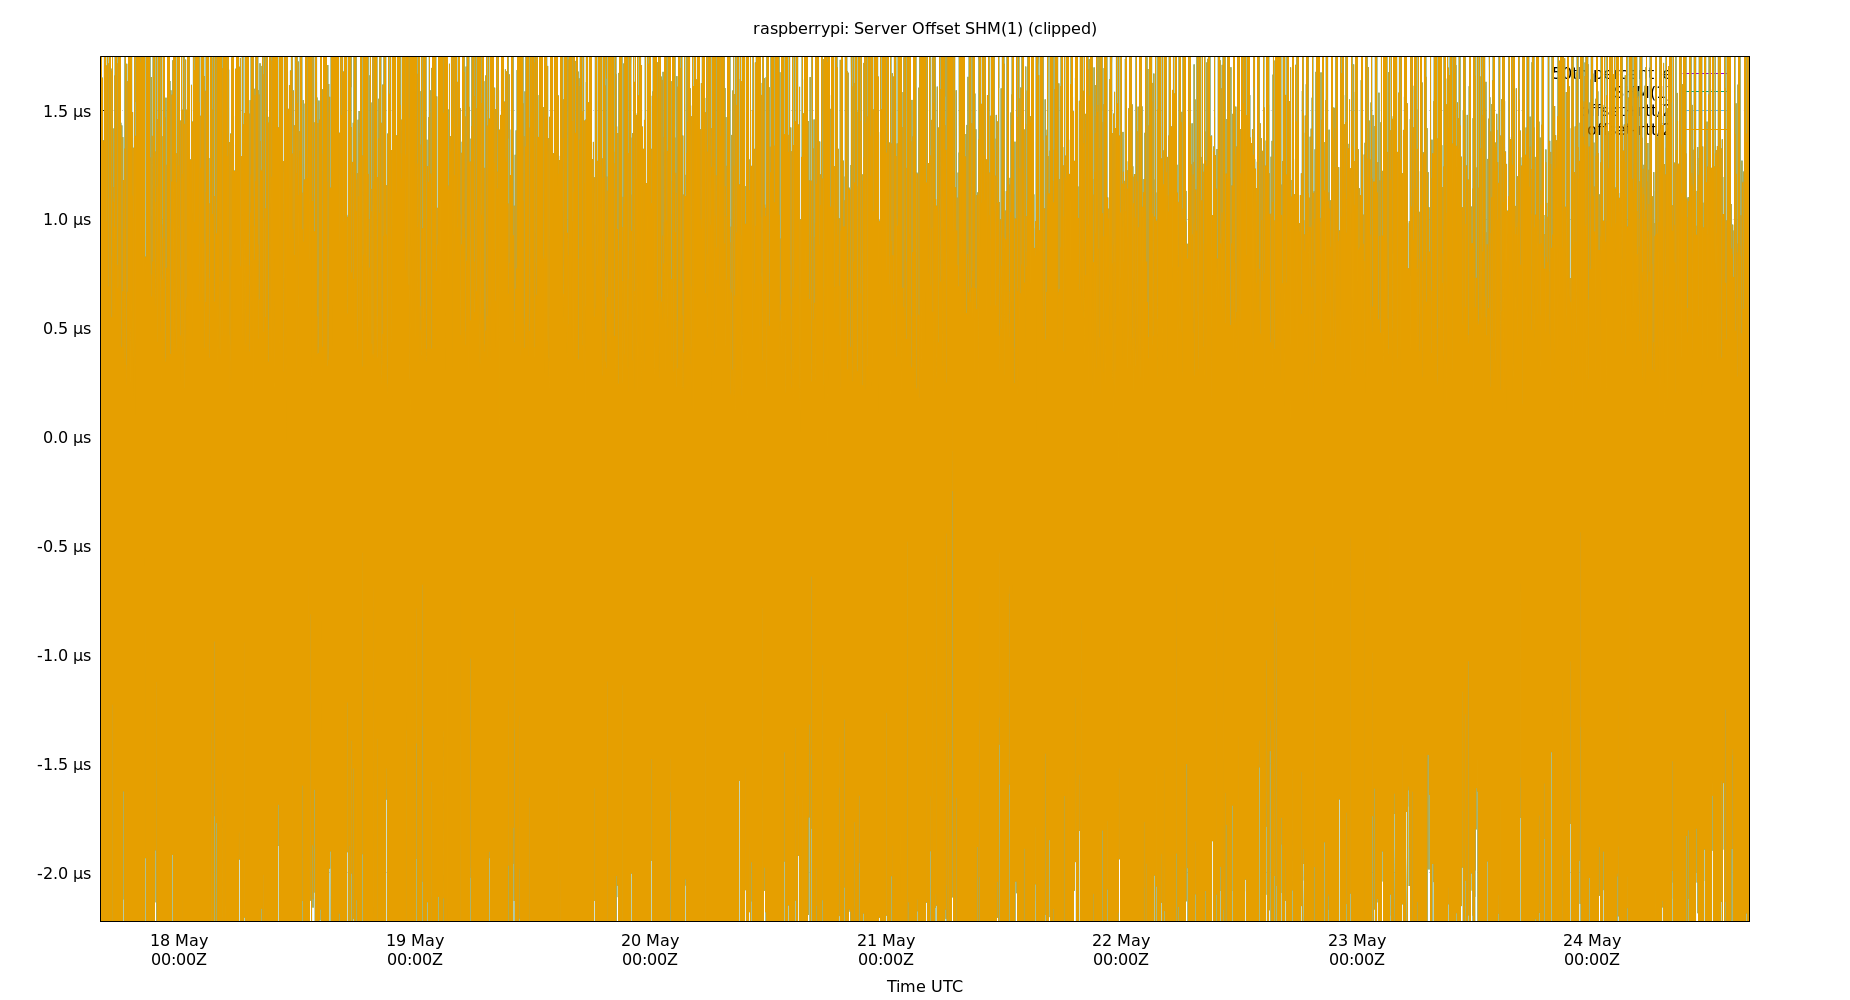 raspberrypi: Server Offset SHM(1) (clipped)
1.5 µs
1.0 µs
0.5 µs
0.0 µs
-0.5 µs
-1.0 µs
-1.5 µs
-2.0 µs
18 May 19 May 20 May 21 May 22 May 23 May 24 May
00:00Z 00:00Z 00:00Z 00:00Z 00:00Z 00:00Z 00:00Z
Time UTC